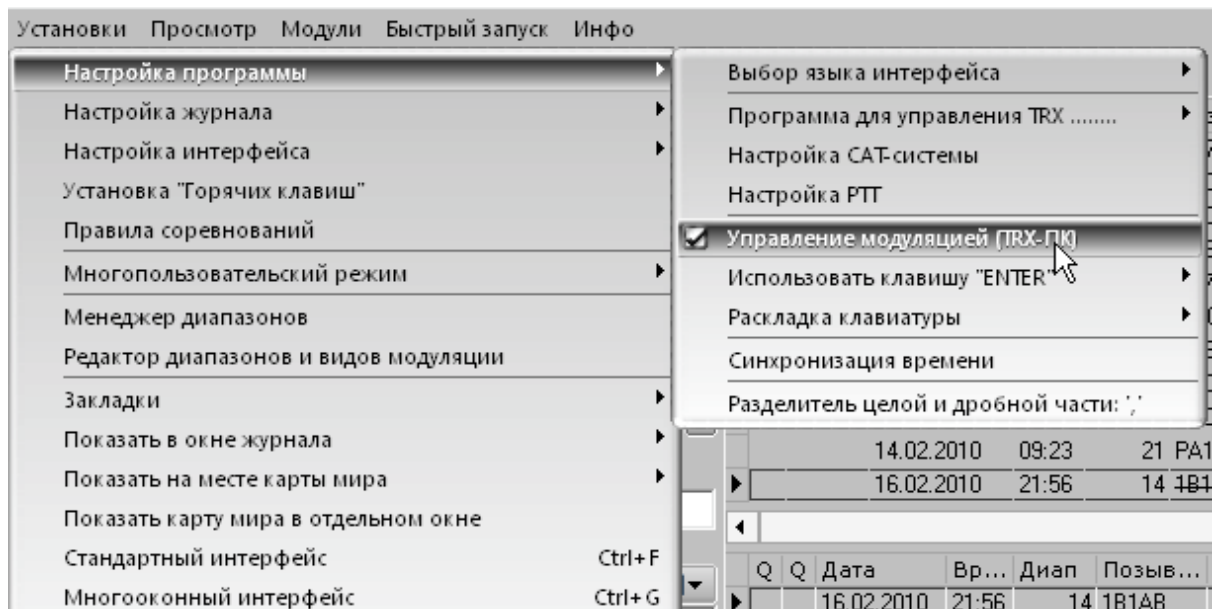 Установки Просмотр Модули Быстрый запуск Инфо
Настройка программы
Настройка журнала
Настройка интерфейса
Установка "Горячих клавиш"
Правила соревнований
Многопользовательский режим
Менеджер диапазонов
Редактор диапазонов и видов модуляции
Закладки
Показать в окне журнала
Показать на месте карты мира
Показать карту мира в отдельном окне
Стандартный интерфейс Ctrl+F
Многооконный интерфейс Ctrl+G
Выбор языка интерфейса
Программа для управления TRX ........
Настройка CAT-системы
Настройка PTT
Управление модуляцией (TRX-ПК)
Использовать клавишу "ENTER"
Раскладка клавиатуры
Синхронизация времени
Разделитель целой и дробной части: ','
14.02.2010 09:23 21 PA1
16.02.2010 21:56 14 1B1
Q Q Дата Вр... Диап Позыв...
16.02.2010 21:56 14 1B1AB